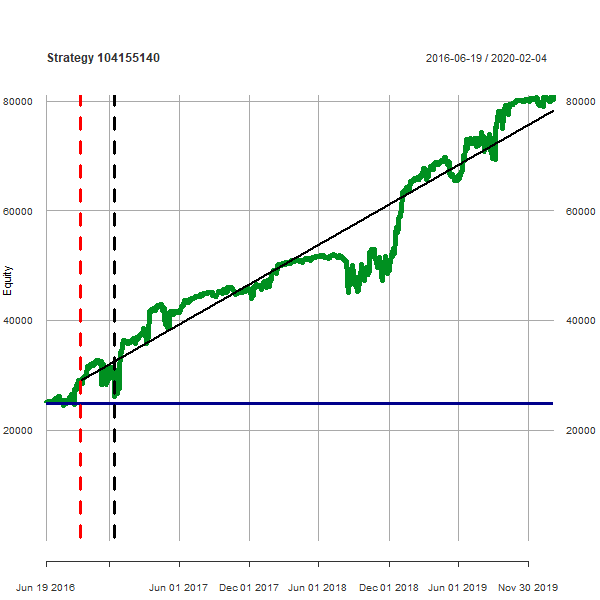 Strategy 104155140
2016-06-19 / 2020-02-04
80000
80000
60000
60000
Equity
40000
40000
20000
20000
Jun 19 2016
Jun 01 2017
Dec 01 2017
Jun 01 2018
Dec 01 2018
Jun 01 2019
Nov 30 2019